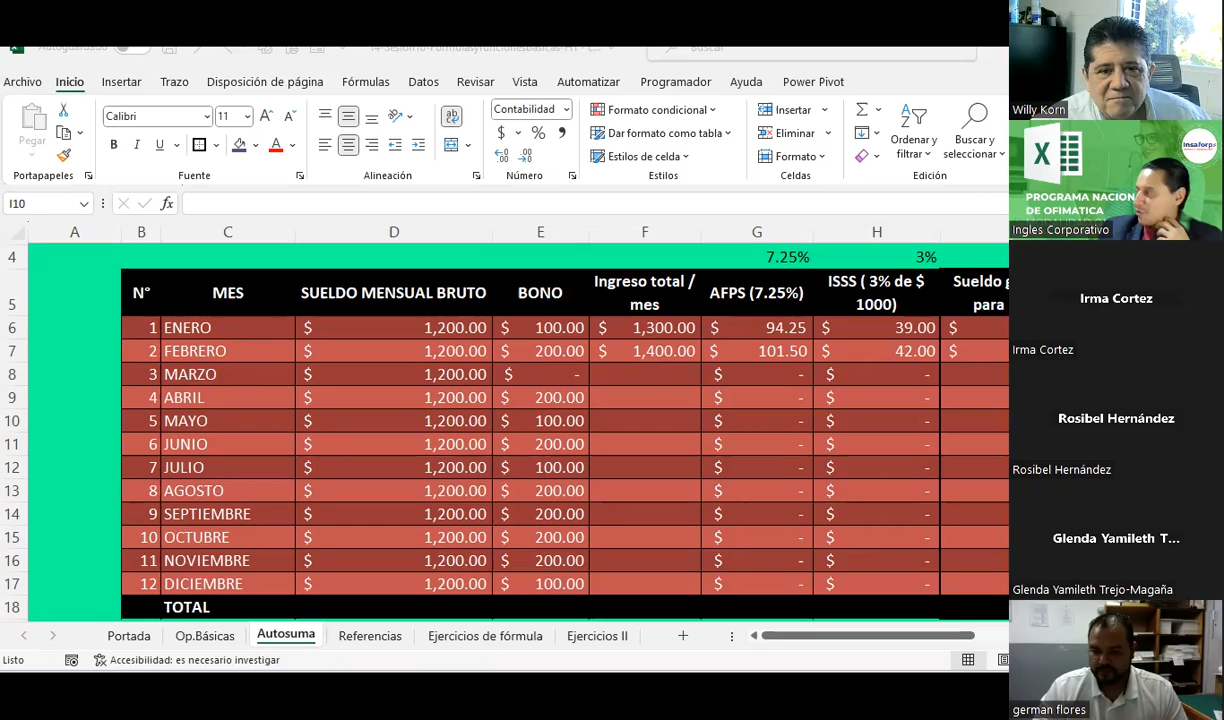 Autoguardado
Buscar
Archivo Inicio Insertar Trazo Disposición de página Fórmulas Datos Revisar Vista Automatizar Programador Ayuda Power Pivot
Pegar
Calibri 11
N K S
ab
Contabilidad
$ % ,
Formato condicional
Dar formato como tabla
Estilos de celda
Insertar
Eliminar
Formato
Ordenar y filtrar
Buscar y seleccionar
Portapapeles Fuente Alineación Número Estilos Celdas Edición
I10 fx
A B C D E F G H
4 7.25% 3%
5 N° MES SUELDO MENSUAL BRUTO BONO Ingreso total / mes AFPS (7.25%) ISSS ( 3% de $ 1000) Sueldo para
6 1 ENERO $ 1,200.00 $ 100.00 $ 1,300.00 $ 94.25 $ 39.00 $
7 2 FEBRERO $ 1,200.00 $ 200.00 $ 1,400.00 $ 101.50 $ 42.00 $
8 3 MARZO $ 1,200.00 $ - $ - $ -
9 4 ABRIL $ 1,200.00 $ 200.00 $ - $ -
10 5 MAYO $ 1,200.00 $ 100.00 $ - $ -
11 6 JUNIO $ 1,200.00 $ 200.00 $ - $ -
12 7 JULIO $ 1,200.00 $ 100.00 $ - $ -
13 8 AGOSTO $ 1,200.00 $ 200.00 $ - $ -
14 9 SEPTIEMBRE $ 1,200.00 $ 200.00 $ - $ -
15 10 OCTUBRE $ 1,200.00 $ 200.00 $ - $ -
16 11 NOVIEMBRE $ 1,200.00 $ 200.00 $ - $ -
17 12 DICIEMBRE $ 1,200.00 $ 100.00 $ - $ -
18 TOTAL
Portada Op.Básicas Autosuma Referencias Ejercicios de fórmula Ejercicios II
Listo Accesibilidad: es necesario investigar
Willy Korn
X
insaforp
PROGRAMA NACION
DE OFIMATICA
Ingles Corporativo
Irma Cortez
Irma Cortez
Rosibel Hernández
Rosibel Hernández
Glenda Yamileth T...
Glenda Yamileth Trejo-Magaña
german flores